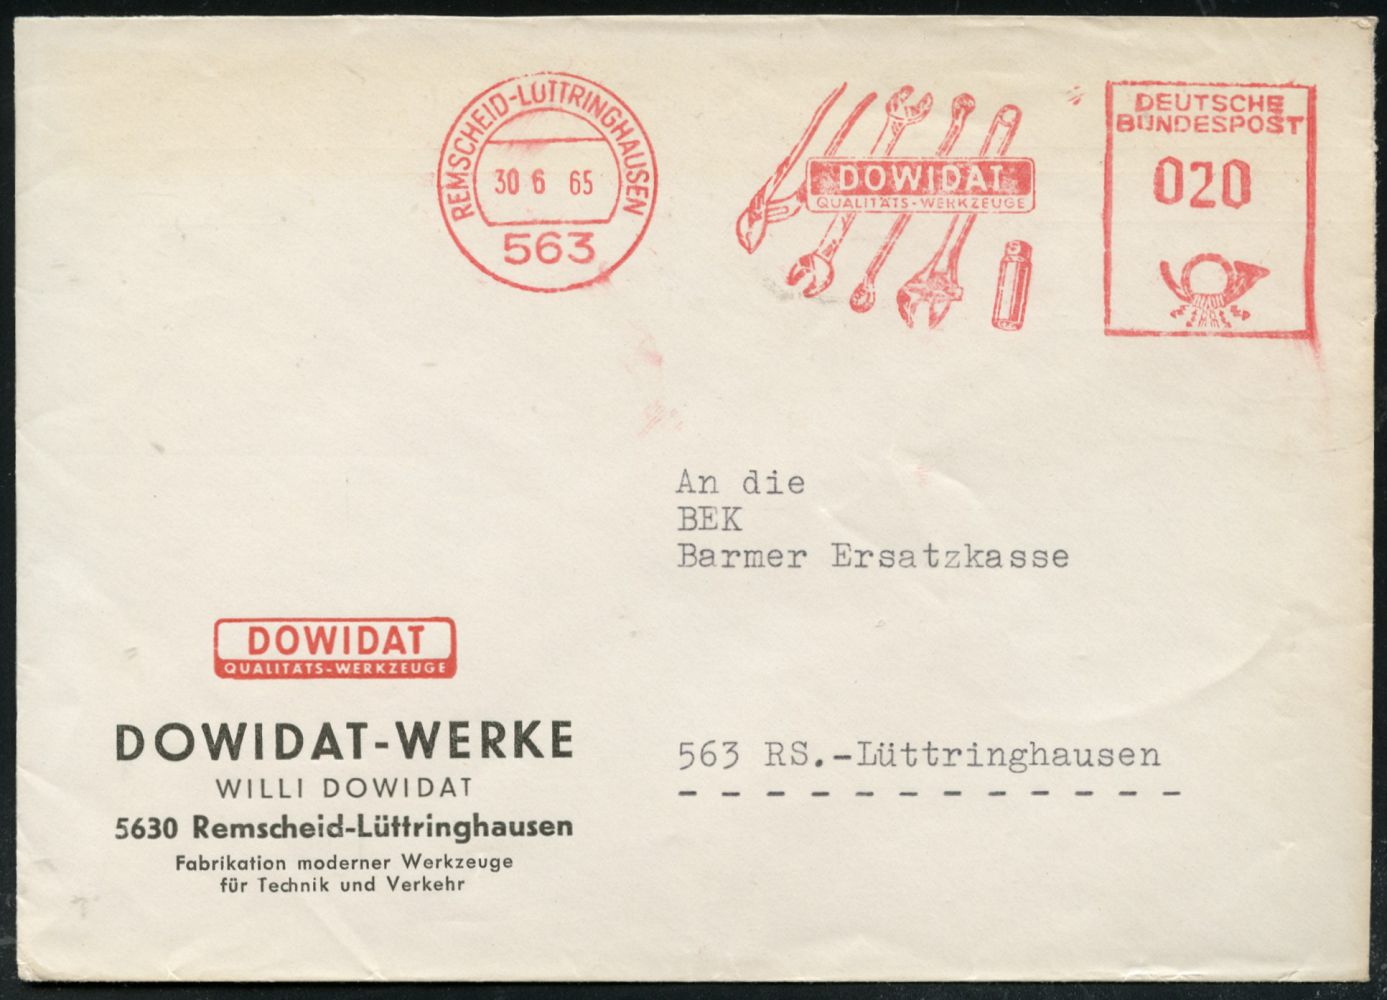 REMSCHEID-LÜTTRINGHAUSEN
30 6 65
563
DOWIDAT
QUALITÄTS-WERKZEUGE
DEUTSCHE
BUNDESPOST
020
An die
BEK
Barmer Ersatzkasse
563 RS.-Lüttringhausen
DOWIDAT
QUALITÄTS-WERKZEUGE
DOWIDAT-WERKE
WILLI DOWIDAT
5630 Remscheid-Lüttringhausen
Fabrikation moderner Werkzeuge
für Technik und Verkehr